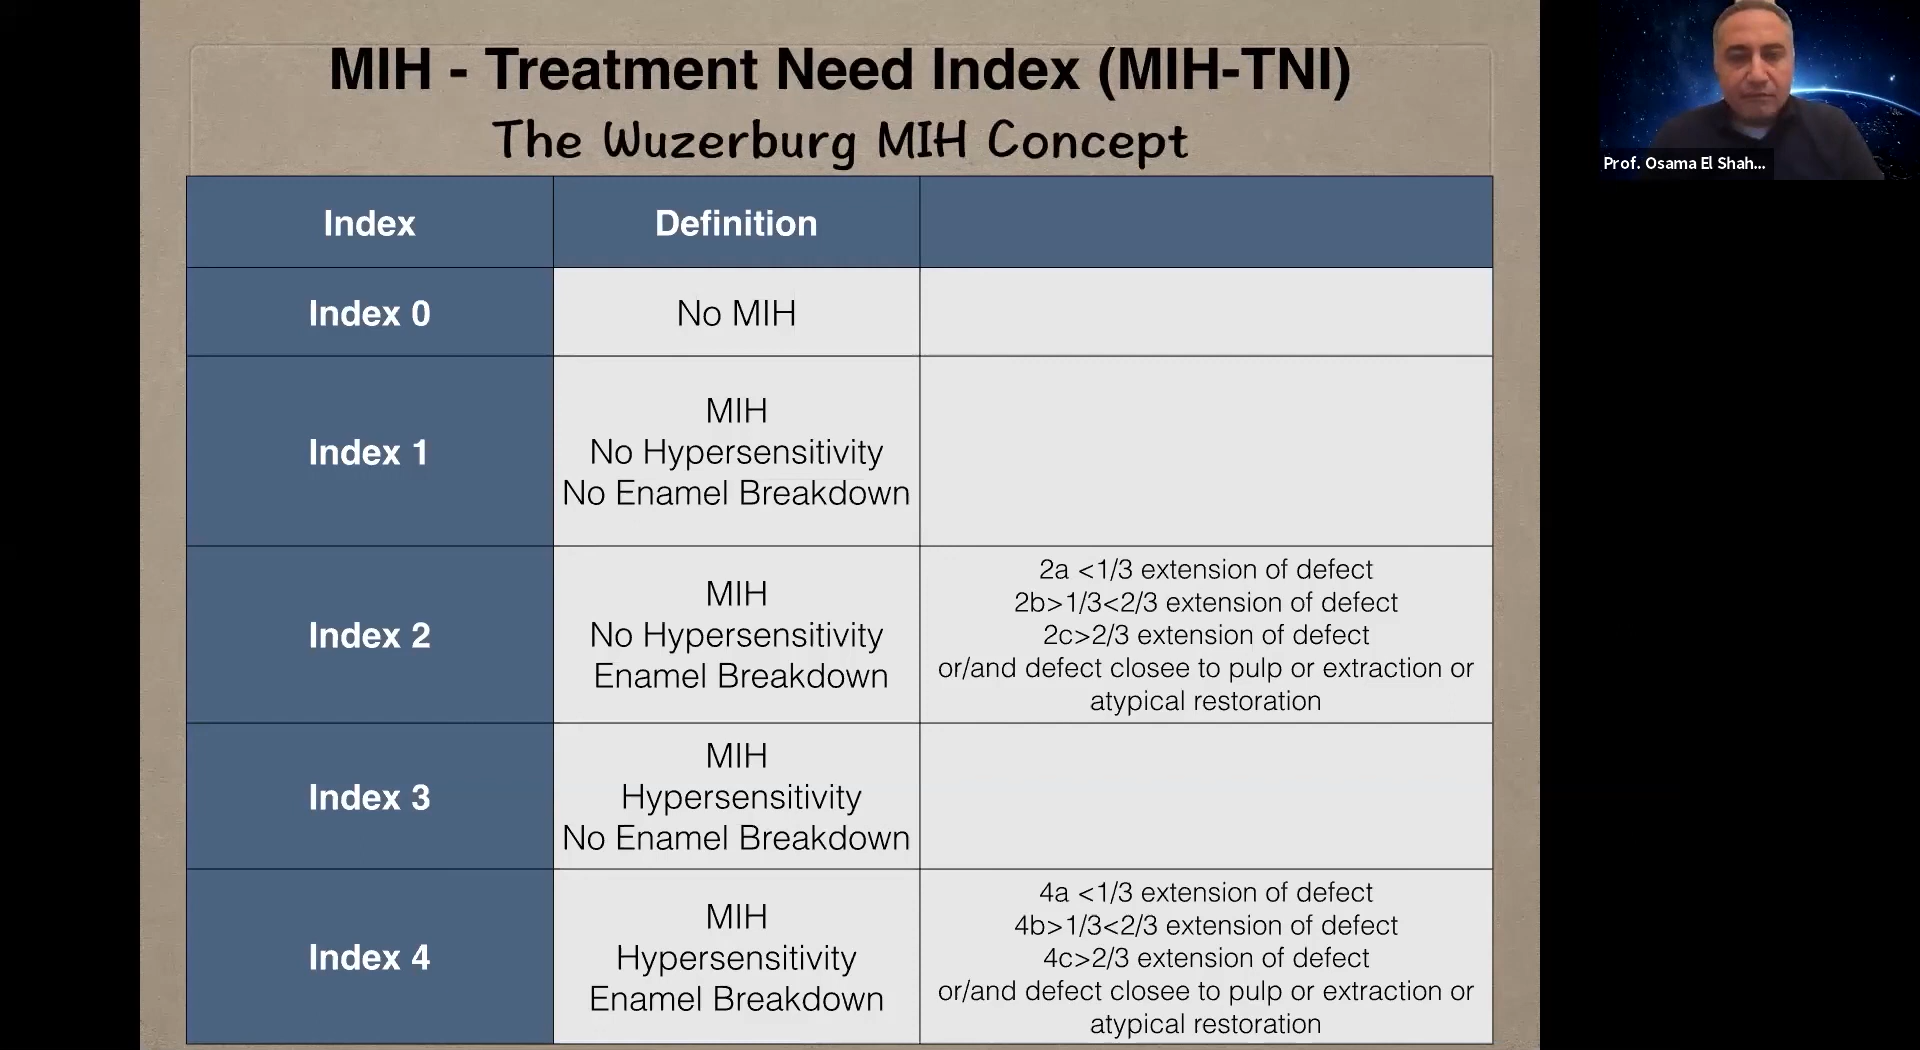 MIH - Treatment Need Index (MIH-TNI)
The Wuzerburg MIH Concept
Index
Definition
Index 0
No MIH
Index 1
MIH
No Hypersensitivity
No Enamel Breakdown
Index 2
MIH
No Hypersensitivity
Enamel Breakdown
2a <1/3 extension of defect
2b>1/3<2/3 extension of defect
2c>2/3 extension of defect
or/and defect closee to pulp or extraction or
atypical restoration
Index 3
MIH
Hypersensitivity
No Enamel Breakdown
Index 4
MIH
Hypersensitivity
Enamel Breakdown
4a <1/3 extension of defect
4b>1/3<2/3 extension of defect
4c>2/3 extension of defect
or/and defect closee to pulp or extraction or
atypical restoration
Prof. Osama El Shah...